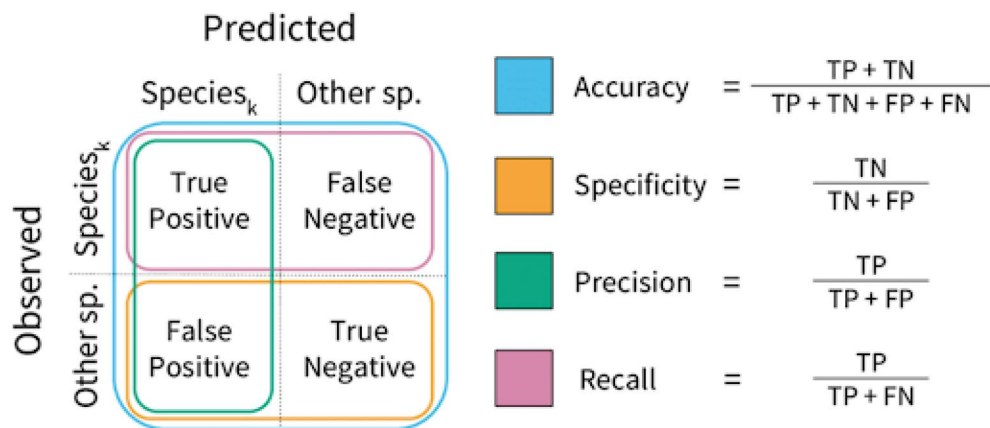 Predicted
Species_k Other sp.
Observed
Species_k
True Positive
False Negative
Other sp.
False Positive
True Negative
Accuracy = TP + TN / TP + TN + FP + FN
Specificity = TN / TN + FP
Precision = TP / TP + FP
Recall = TP / TP + FN